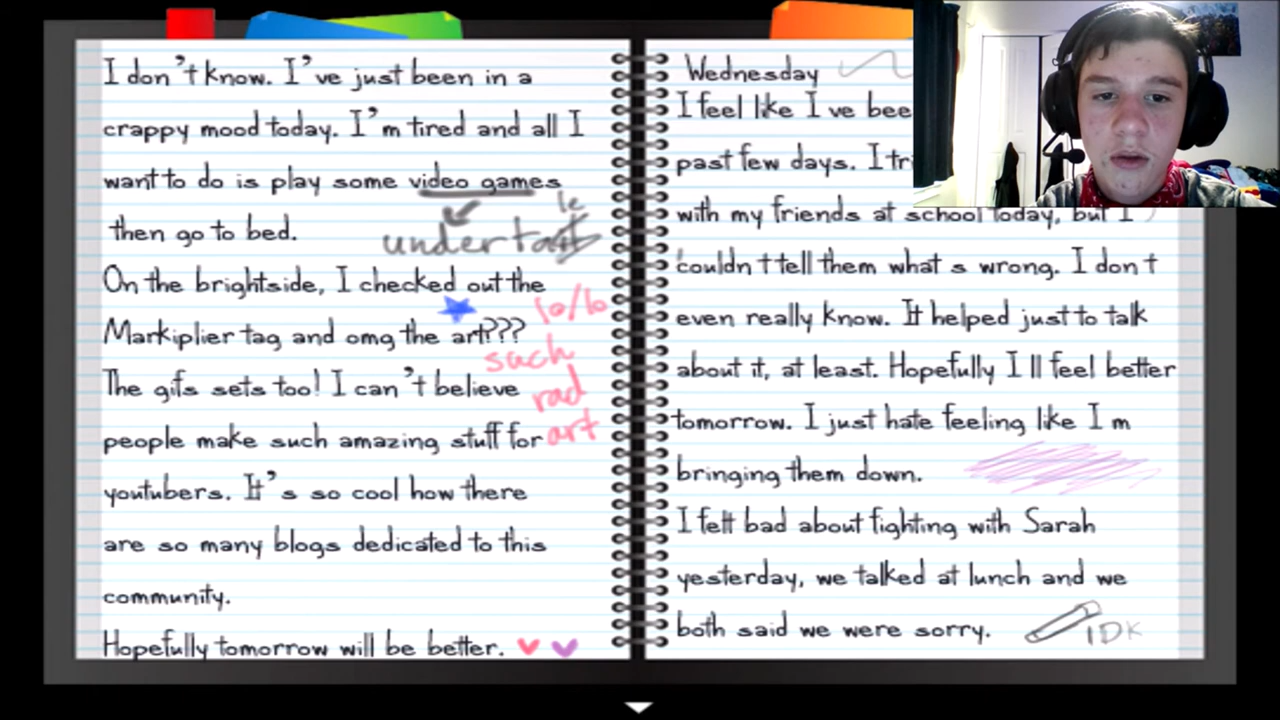 I don't know. I've just been in a
crappy mood today. I'm tired and all I
want to do is play some video games
then go to bed.
undertale
On the brightside, I checked out the
Markiplier tag and omg the art???
10/10
such
rad
art
The gifs sets too! I can't believe
people make such amazing stuff for
youtubers. It's so cool how there
are so many blogs dedicated to this
community.
Hopefully tomorrow will be better.
Wednesday
I feel like I ve
past few days. I
with my friends at school today, but I
couldn t tell them what s wrong. I don t
even really know. It helped just to talk
about it, at least. Hopefully I ll feel better
tomorrow. I just hate feeling like I m
bringing them down.
I felt bad about fighting with Sarah
yesterday, we talked at lunch and we
both said we were sorry.
IDK